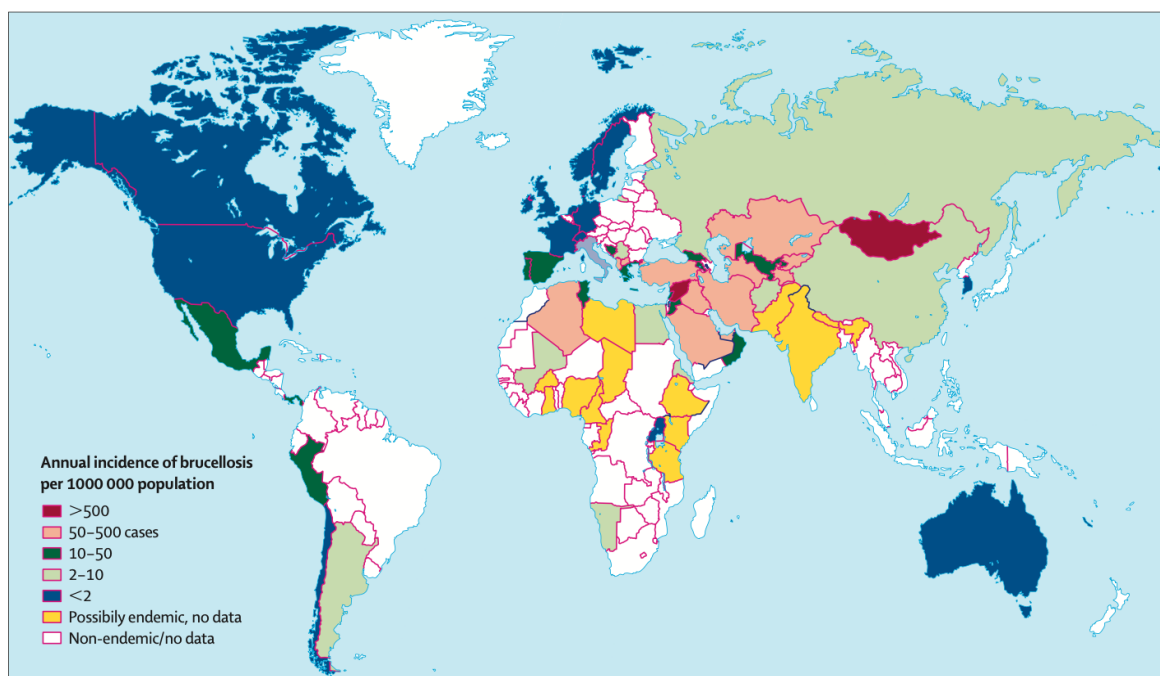 Annual incidence of brucellosis
per 1000 000 population
>500
50–500 cases
10–50
2–10
<2
Possibily endemic, no data
Non-endemic/no data